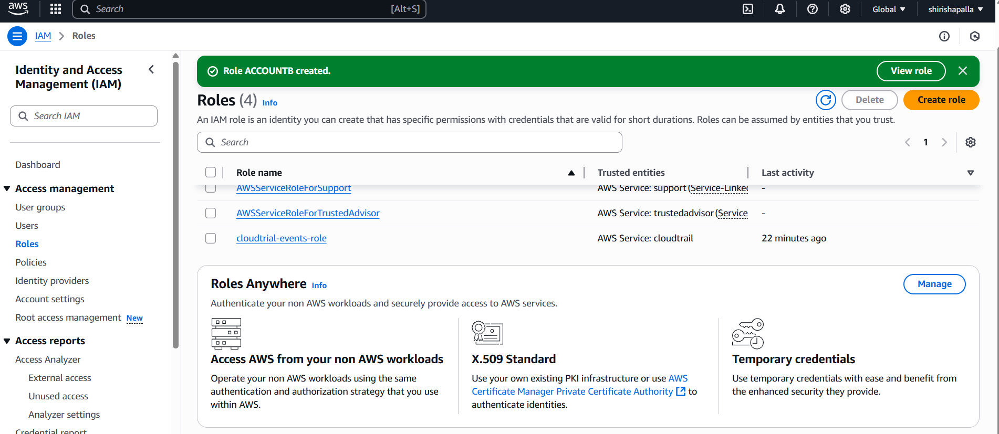 aws
Search
[Alt+S]
Global
shirishapalla
IAM
Roles
Identity and Access
Management (IAM)
Search IAM
Dashboard
Access management
User groups
Users
Roles
Policies
Identity providers
Account settings
Root access management New
Access reports
Access Analyzer
External access
Unused access
Analyzer settings
Credential report
Role ACCOUNTB created.
View role
Roles (4) Info
Delete
Create role
An IAM role is an identity you can create that has specific permissions with credentials that are valid for short durations. Roles can be assumed by entities that you trust.
Search
1
Role name
Trusted entities
Last activity
AWSServiceRoleForSupport
AWS Service: support (Service-Linked
-
AWSServiceRoleForTrustedAdvisor
AWS Service: trustedadvisor (Service
-
cloudtrial-events-role
AWS Service: cloudtrail
22 minutes ago
Roles Anywhere Info
Manage
Authenticate your non AWS workloads and securely provide access to AWS services.
Access AWS from your non AWS workloads
Operate your non AWS workloads using the same
authentication and authorization strategy that you use
within AWS.
X.509 Standard
Use your own existing PKI infrastructure or use AWS
Certificate Manager Private Certificate Authority to
authenticate identities.
Temporary credentials
Use temporary credentials with ease and benefit from
the enhanced security they provide.